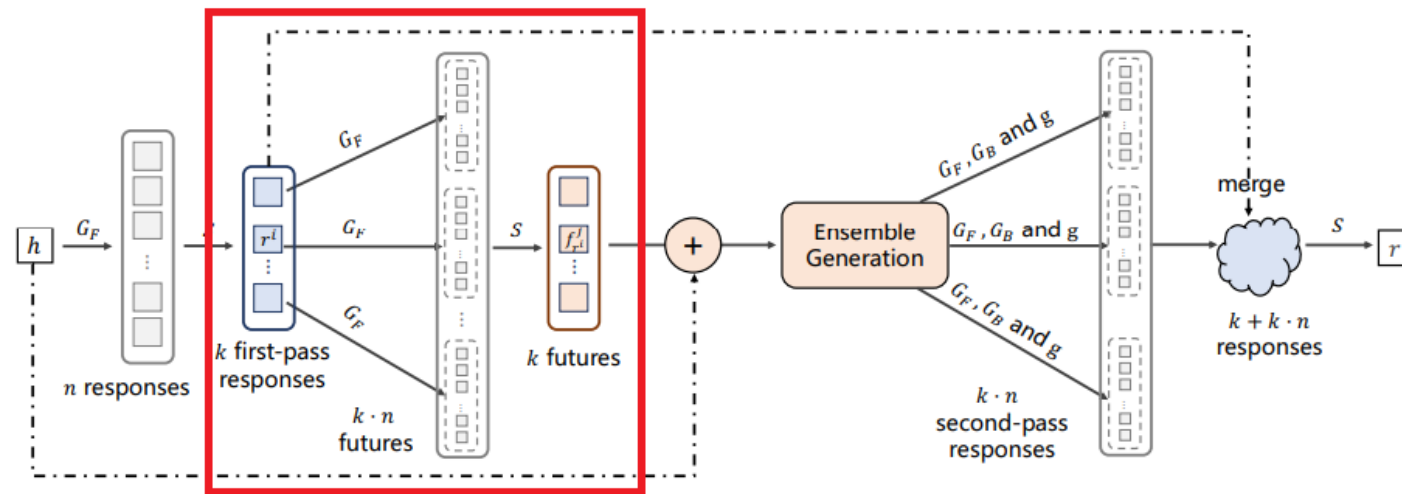 h
G_F
n responses
S
r^i
k first-pass
responses
G_F
G_F
G_F
k · n
futures
S
f_{r^i}^j
k futures
+
Ensemble
Generation
G_F, G_B and g
G_F, G_B and g
G_F, G_B and g
k · n
second-pass
responses
merge
k + k · n
responses
S
r